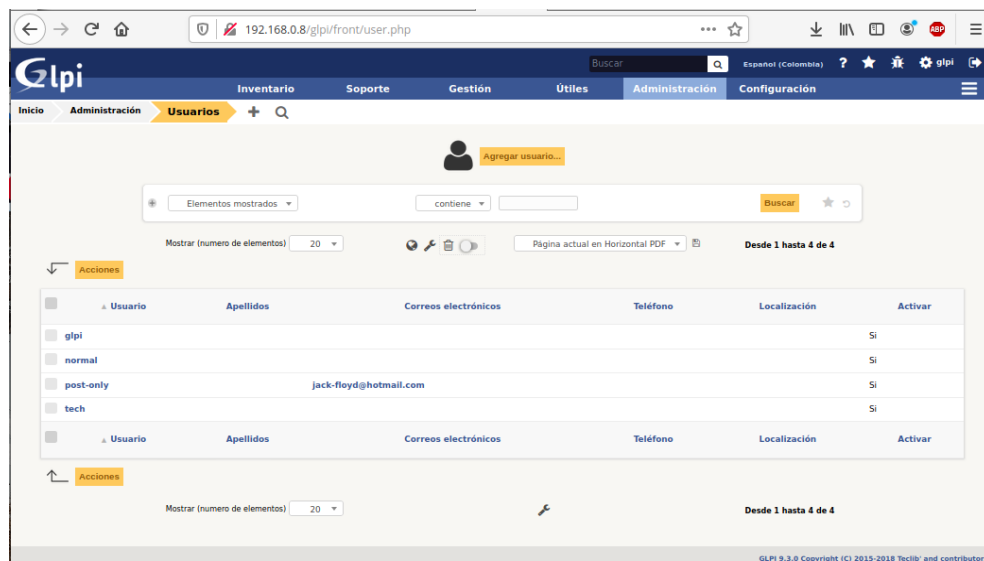 192.168.0.8/glpi/front/user.php
ABP
Glpi
Buscar
Español (Colombia) ? glpi
Inventario Soporte Gestión Útiles Administración Configuración
Inicio Administración Usuarios
Agregar usuario...
Elementos mostrados contiene Buscar
Mostrar (numero de elementos) 20 Página actual en Horizontal PDF Desde 1 hasta 4 de 4
Acciones
Usuario Apellidos Correos electrónicos Teléfono Localización Activar
glpi Si
normal Si
post-only jack-floyd@hotmail.com Si
tech Si
Usuario Apellidos Correos electrónicos Teléfono Localización Activar
Acciones
Mostrar (numero de elementos) 20 Desde 1 hasta 4 de 4
GLPI 9.3.0 Copyright (C) 2015-2018 Teclib' and contributor